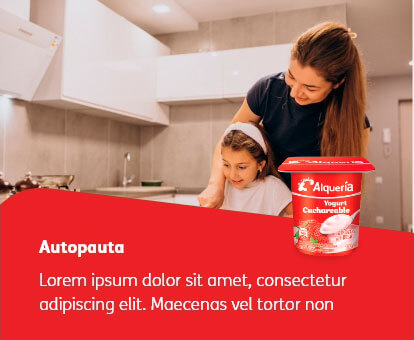 Alquería
Yogurt
Cuchareable
Autopauta
Lorem ipsum dolor sit amet, consectetur
adipiscing elit. Maecenas vel tortor non